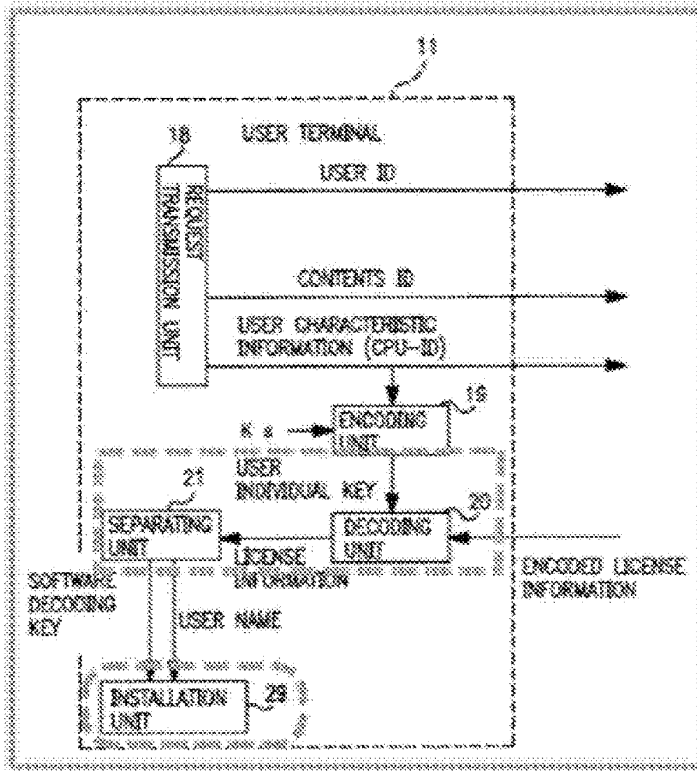 11
USER TERMINAL
18
REQUEST
TRANSMISSION UNIT
USER ID
CONTENTS ID
USER CHARACTERISTIC
INFORMATION (CPU-ID)
19
K s
ENCODING
UNIT
USER
INDIVIDUAL KEY
21
20
SEPARATING
UNIT
DECODING
UNIT
LICENSE
INFORMATION
ENCODED LICENSE
INFORMATION
SOFTWARE
DECODING
KEY
USER NAME
INSTALLATION
UNIT
29